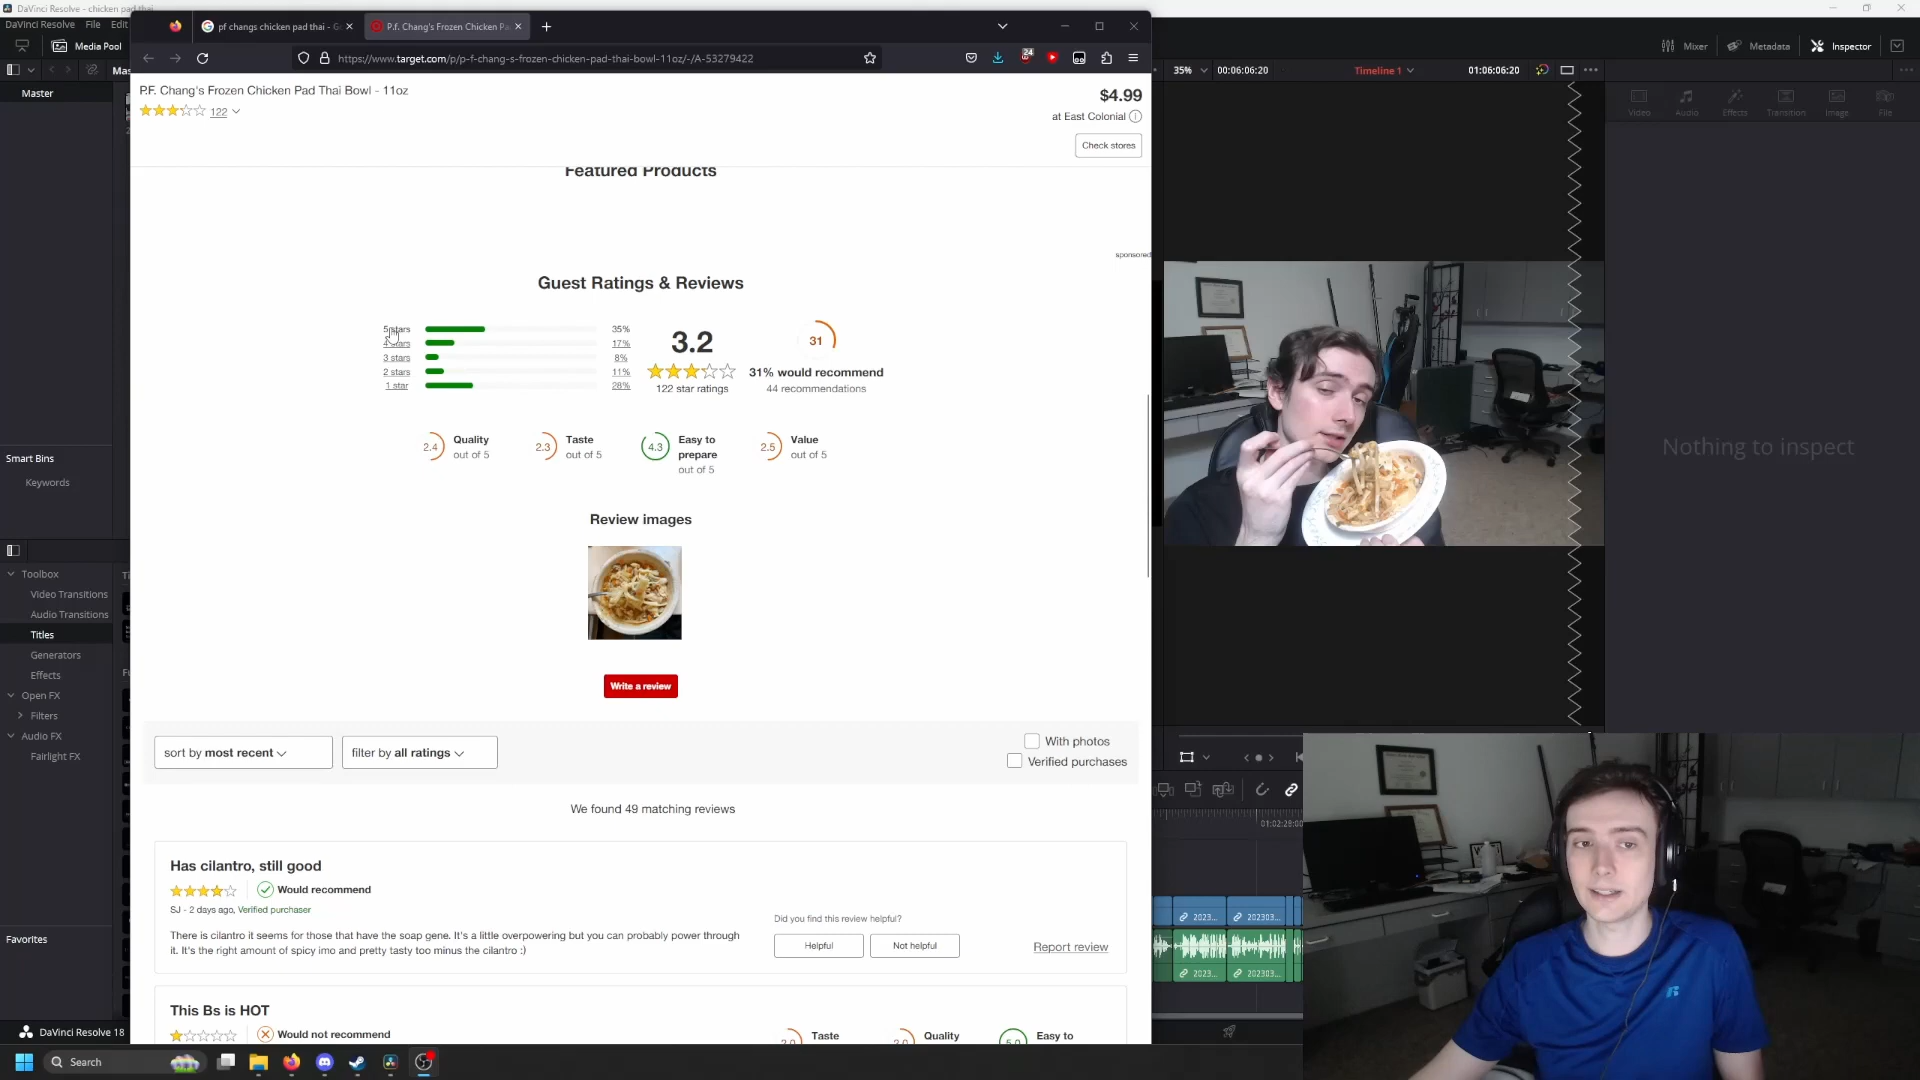 DaVinci Resolve - chicken pad thai
DaVinci Resolve File Edit
Media Pool
Master
Smart Bins
Keywords
Toolbox
Video Transitions
Audio Transitions
Titles
Generators
Effects
Open FX
Filters
Audio FX
Fairlight FX
Favorites
DaVinci Resolve 18
pf changs chicken pad thai - G
P.f. Chang's Frozen Chicken Pa
24
https://www.target.com/p/p-f-chang-s-frozen-chicken-pad-thai-bowl-11oz/-/A-53279422
P.F. Chang's Frozen Chicken Pad Thai Bowl - 11oz
122
$4.99
at East Colonial
Check stores
Featured Products
sponsored
Guest Ratings & Reviews
5 stars 35%
4 stars 17%
3 stars 8%
2 stars 11%
1 star 28%
3.2
122 star ratings
31
31% would recommend
44 recommendations
2.4 Quality
out of 5
2.3 Taste
out of 5
4.3 Easy to
prepare
out of 5
2.5 Value
out of 5
Review images
Write a review
sort by most recent
filter by all ratings
With photos
Verified purchases
We found 49 matching reviews
Has cilantro, still good
Would recommend
SJ - 2 days ago, Verified purchaser
There is cilantro it seems for those that have the soap gene. It's a little overpowering but you can probably power through
it. It's the right amount of spicy imo and pretty tasty too minus the cilantro :)
Did you find this review helpful?
Helpful
Not helpful
Report review
This Bs is HOT
Would not recommend
Taste
Quality
Easy to
Mixer
Metadata
Inspector
35%
00:06:06:20
Timeline 1
01:06:06:20
Video
Audio
Effects
Transition
Image
File
Nothing to inspect
01:02:28:00
2023...
202303...
2023...
202303...
Search